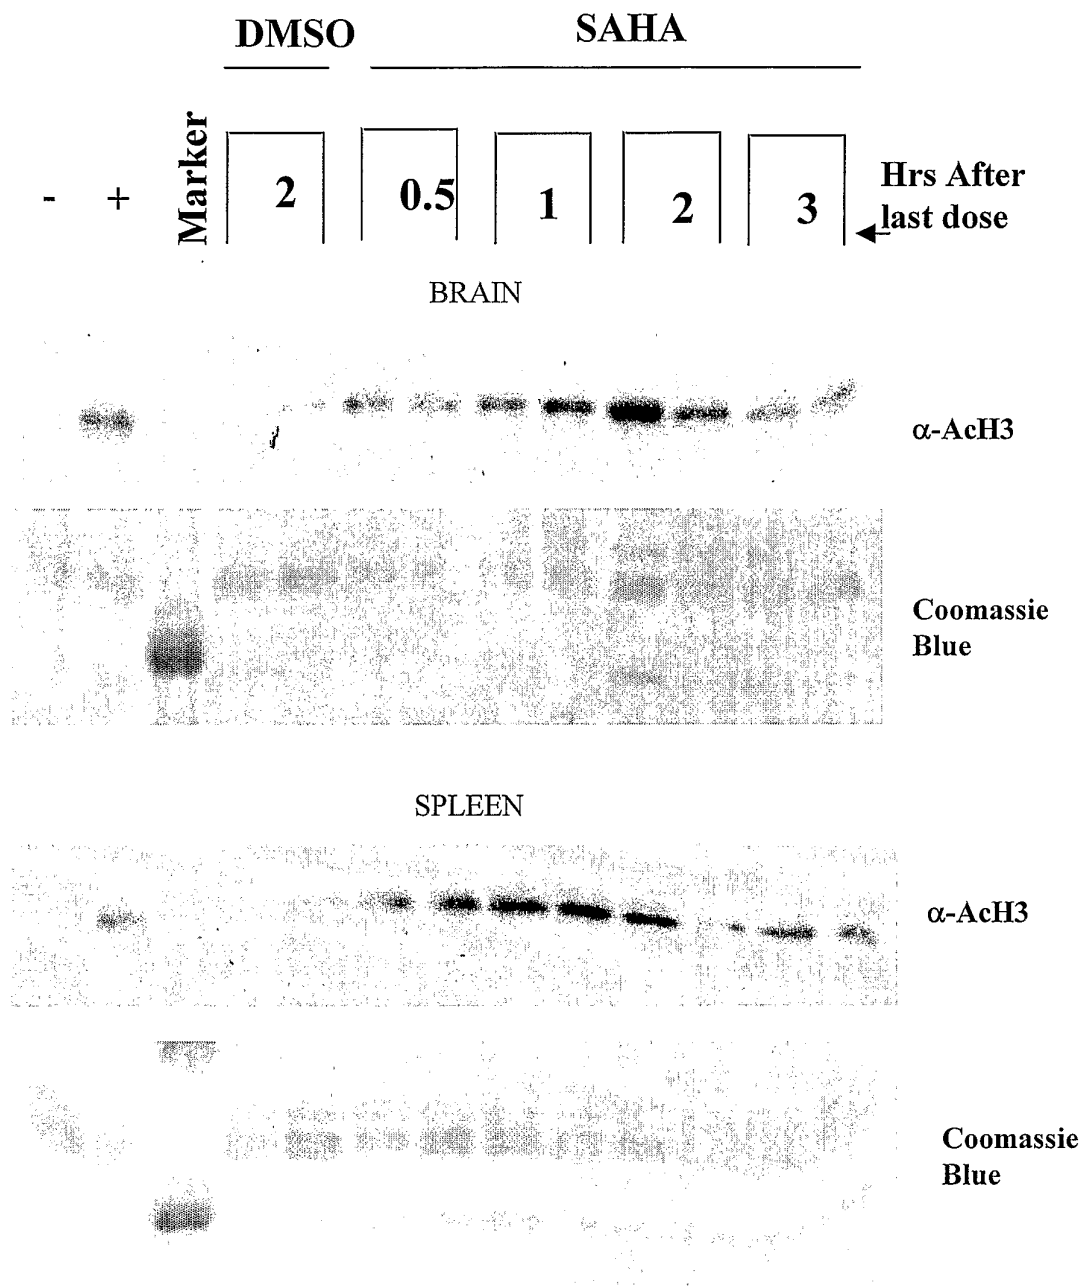 DMSO
SAHA
- + Marker 2 0.5 1 2 3 Hrs After
last dose
BRAIN
α-AcH3
Coomassie
Blue
SPLEEN
α-AcH3
Coomassie
Blue